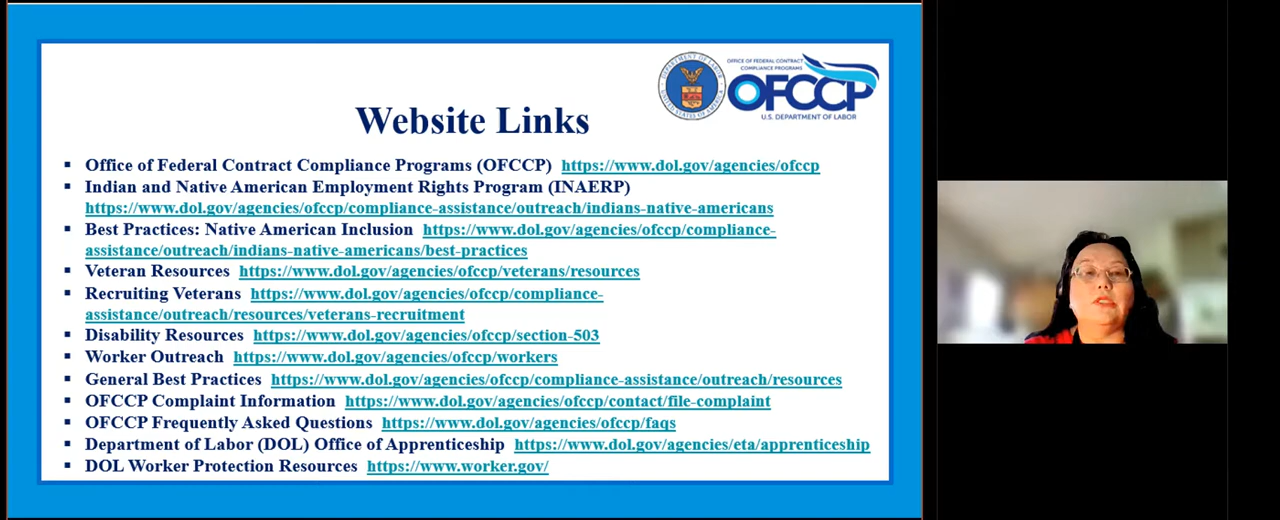 OFFICE OF FEDERAL CONTRACT
COMPLIANCE PROGRAMS
OFCCP
U.S. DEPARTMENT OF LABOR
Website Links
▪ Office of Federal Contract Compliance Programs (OFCCP) https://www.dol.gov/agencies/ofccp
▪ Indian and Native American Employment Rights Program (INAERP)
https://www.dol.gov/agencies/ofccp/compliance-assistance/outreach/indians-native-americans
▪ Best Practices: Native American Inclusion https://www.dol.gov/agencies/ofccp/compliance-
assistance/outreach/indians-native-americans/best-practices
▪ Veteran Resources https://www.dol.gov/agencies/ofccp/veterans/resources
▪ Recruiting Veterans https://www.dol.gov/agencies/ofccp/compliance-
assistance/outreach/resources/veterans-recruitment
▪ Disability Resources https://www.dol.gov/agencies/ofccp/section-503
▪ Worker Outreach https://www.dol.gov/agencies/ofccp/workers
▪ General Best Practices https://www.dol.gov/agencies/ofccp/compliance-assistance/outreach/resources
▪ OFCCP Complaint Information https://www.dol.gov/agencies/ofccp/contact/file-complaint
▪ OFCCP Frequently Asked Questions https://www.dol.gov/agencies/ofccp/faqs
▪ Department of Labor (DOL) Office of Apprenticeship https://www.dol.gov/agencies/eta/apprenticeship
▪ DOL Worker Protection Resources https://www.worker.gov/